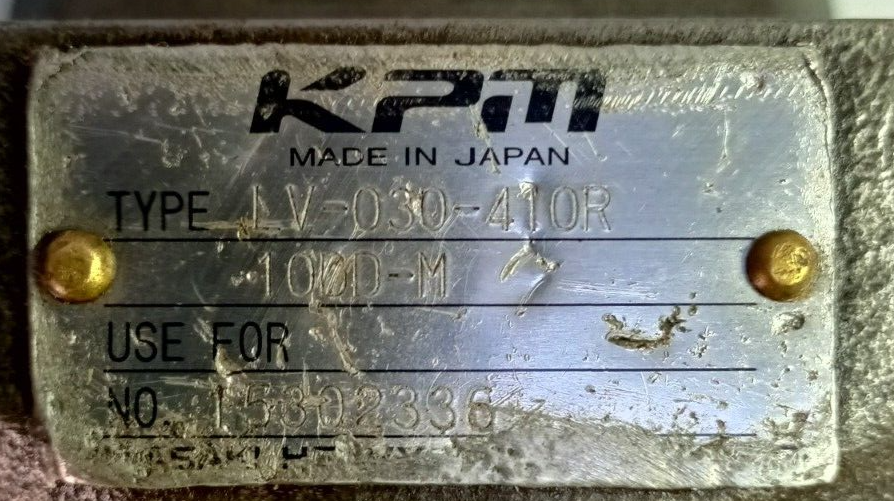 KPM
MADE IN JAPAN
TYPE LV-030-410R
100D-M
USE FOR
NO. 15302336